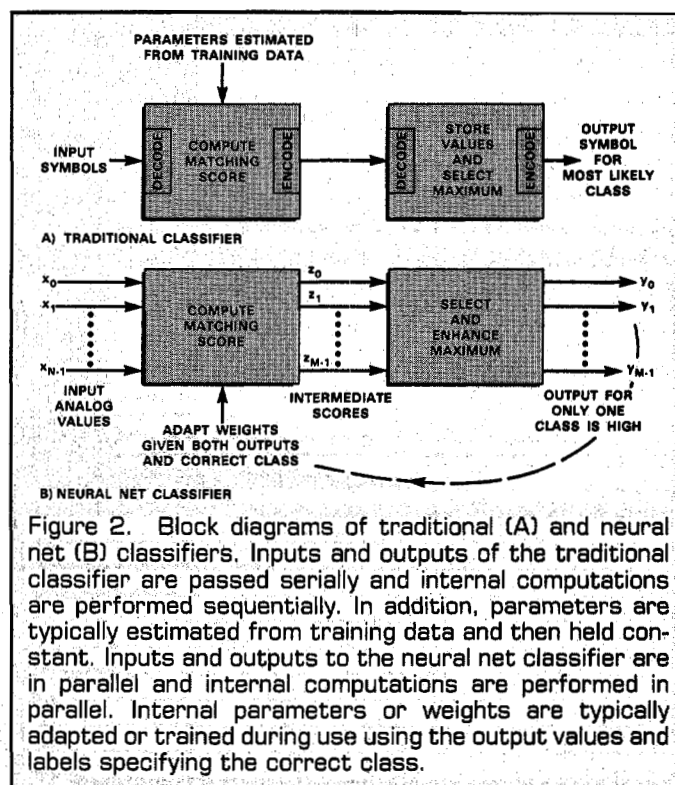 PARAMETERS ESTIMATED
FROM TRAINING DATA
INPUT
SYMBOLS
DECODE
COMPUTE
MATCHING
SCORE
ENCODE
DECODE
STORE
VALUES
AND
SELECT
MAXIMUM
ENCODE
OUTPUT
SYMBOL
FOR
MOST LIKELY
CLASS
A) TRADITIONAL CLASSIFIER
x0
x1
xN-1
INPUT
ANALOG
VALUES
COMPUTE
MATCHING
SCORE
z0
z1
zM-1
INTERMEDIATE
SCORES
SELECT
AND
ENHANCE
MAXIMUM
y0
y1
yM-1
OUTPUT FOR
ONLY ONE
CLASS IS HIGH
ADAPT WEIGHTS
GIVEN BOTH OUTPUTS
AND CORRECT CLASS
B) NEURAL NET CLASSIFIER
Figure 2. Block diagrams of traditional (A) and neural
net (B) classifiers. Inputs and outputs of the traditional
classifier are passed serially and internal computations
are performed sequentially. In addition, parameters are
typically estimated from training data and then held con-
stant. Inputs and outputs to the neural net classifier are
in parallel and internal computations are performed in
parallel. Internal parameters or weights are typically
adapted or trained during use using the output values and
labels specifying the correct class.